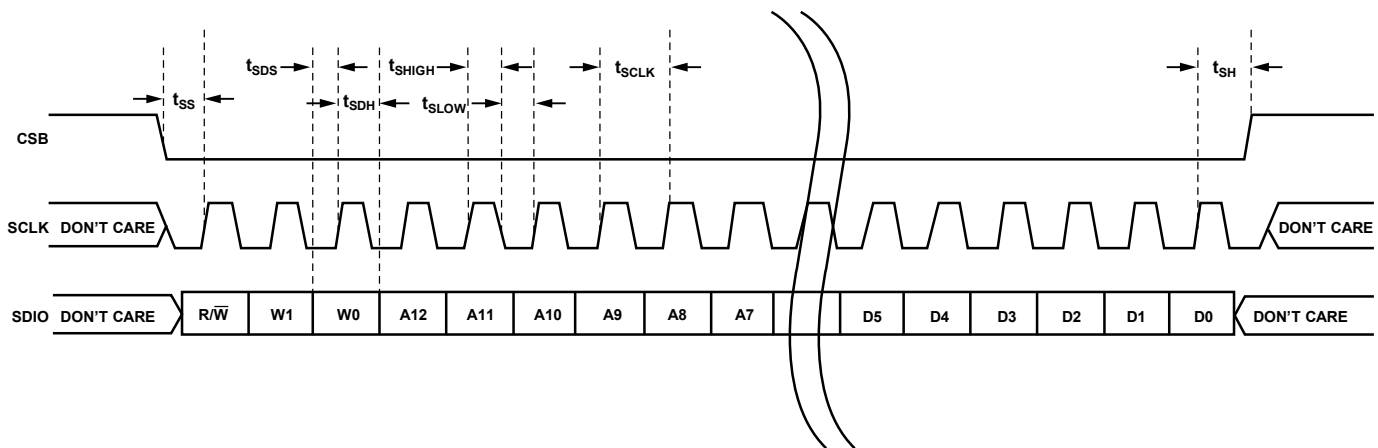 tSDS
tSHIGH
tSCLK
tSH
tSS
tSDH
tSLOW
CSB
SCLK DON'T CARE
DON'T CARE
SDIO DON'T CARE R/W̅ W1 W0 A12 A11 A10 A9 A8 A7 D5 D4 D3 D2 D1 D0 DON'T CARE